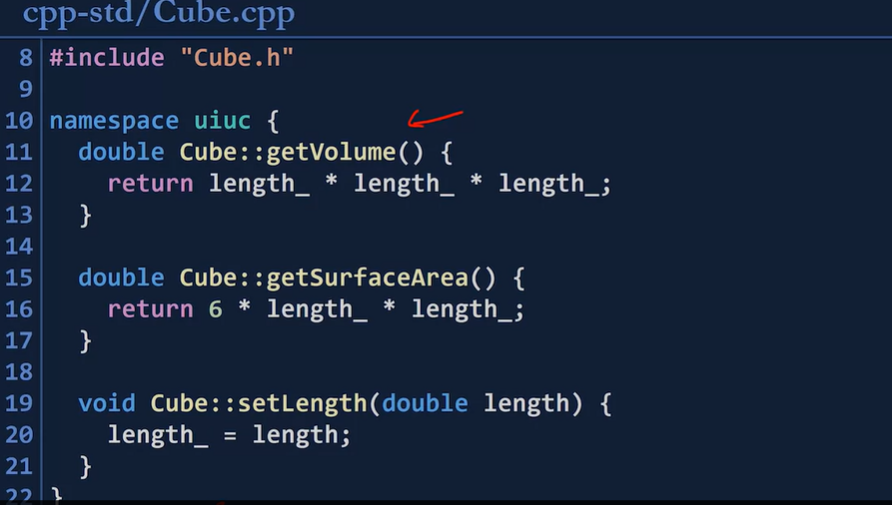 cpp-std/Cube.cpp
8 #include "Cube.h"
9
10 namespace uiuc {
11   double Cube::getVolume() {
12     return length_ * length_ * length_;
13   }
14
15   double Cube::getSurfaceArea() {
16     return 6 * length_ * length_;
17   }
18
19   void Cube::setLength(double length) {
20     length_ = length;
21   }
22 }